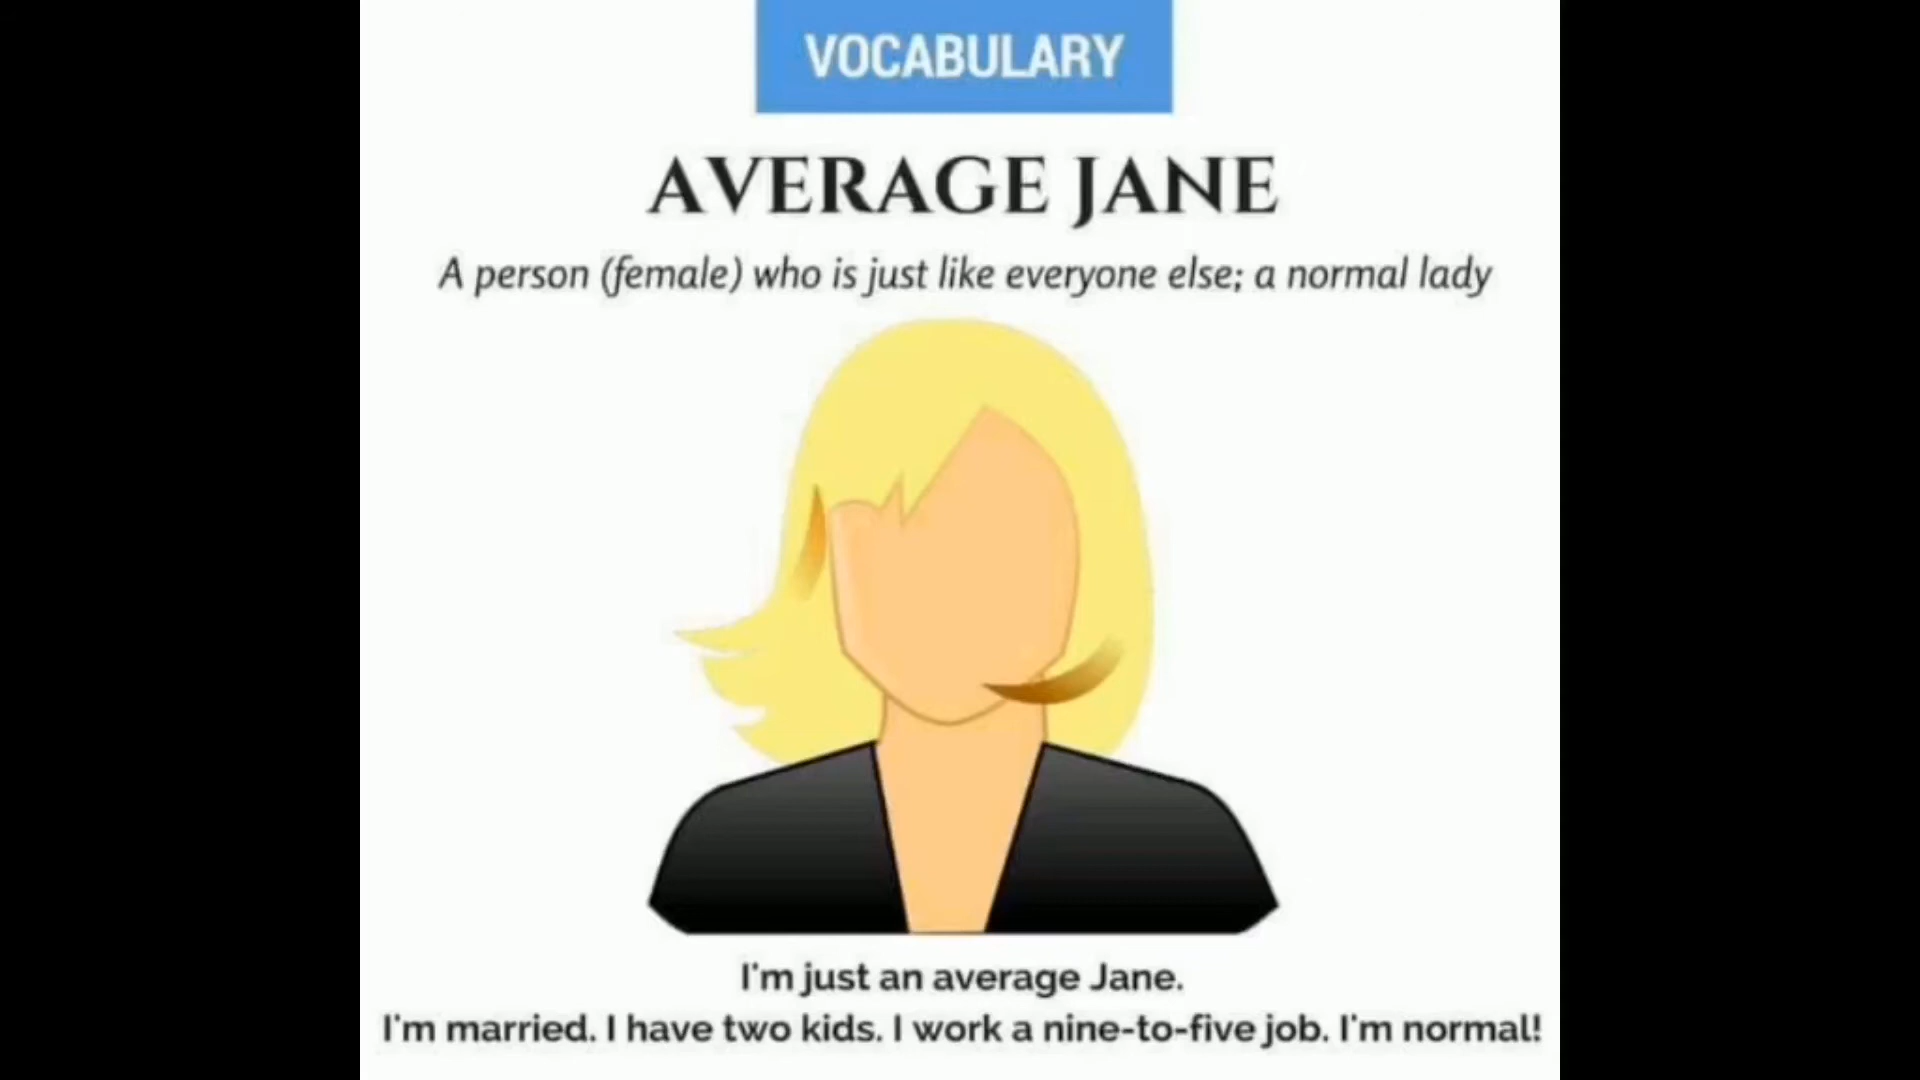 VOCABULARY
AVERAGE JANE
A person (female) who is just like everyone else; a normal lady
I'm just an average Jane.
I'm married. I have two kids. I work a nine-to-five job. I'm normal!